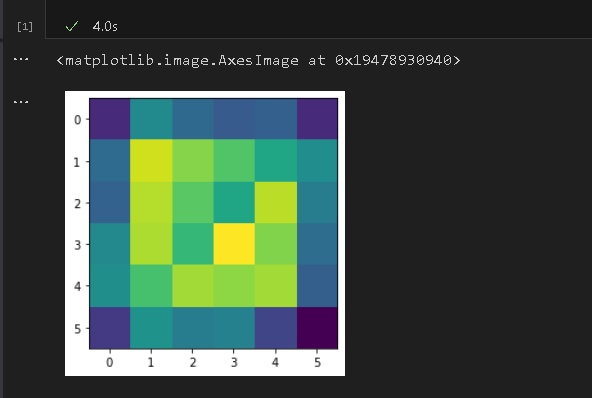 [1] ✓ 4.0s
... <matplotlib.image.AxesImage at 0x19478930940>
...
0
1
2
3
4
5
0 1 2 3 4 5